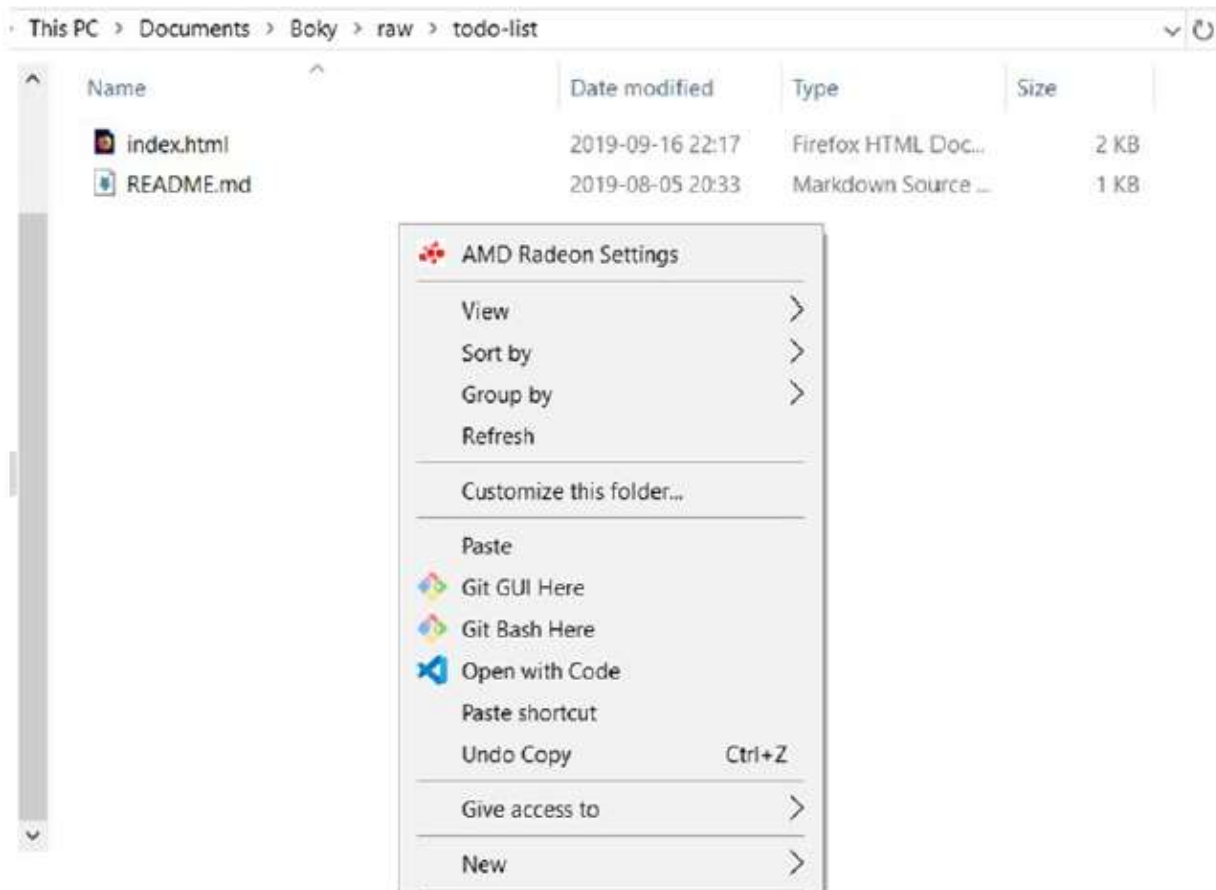 This PC > Documents > Boky > raw > todo-list
Name Date modified Type Size
index.html 2019-09-16 22:17 Firefox HTML Doc... 2 KB
README.md 2019-08-05 20:33 Markdown Source ... 1 KB
AMD Radeon Settings
View
Sort by
Group by
Refresh
Customize this folder...
Paste
Git GUI Here
Git Bash Here
Open with Code
Paste shortcut
Undo Copy Ctrl+Z
Give access to
New